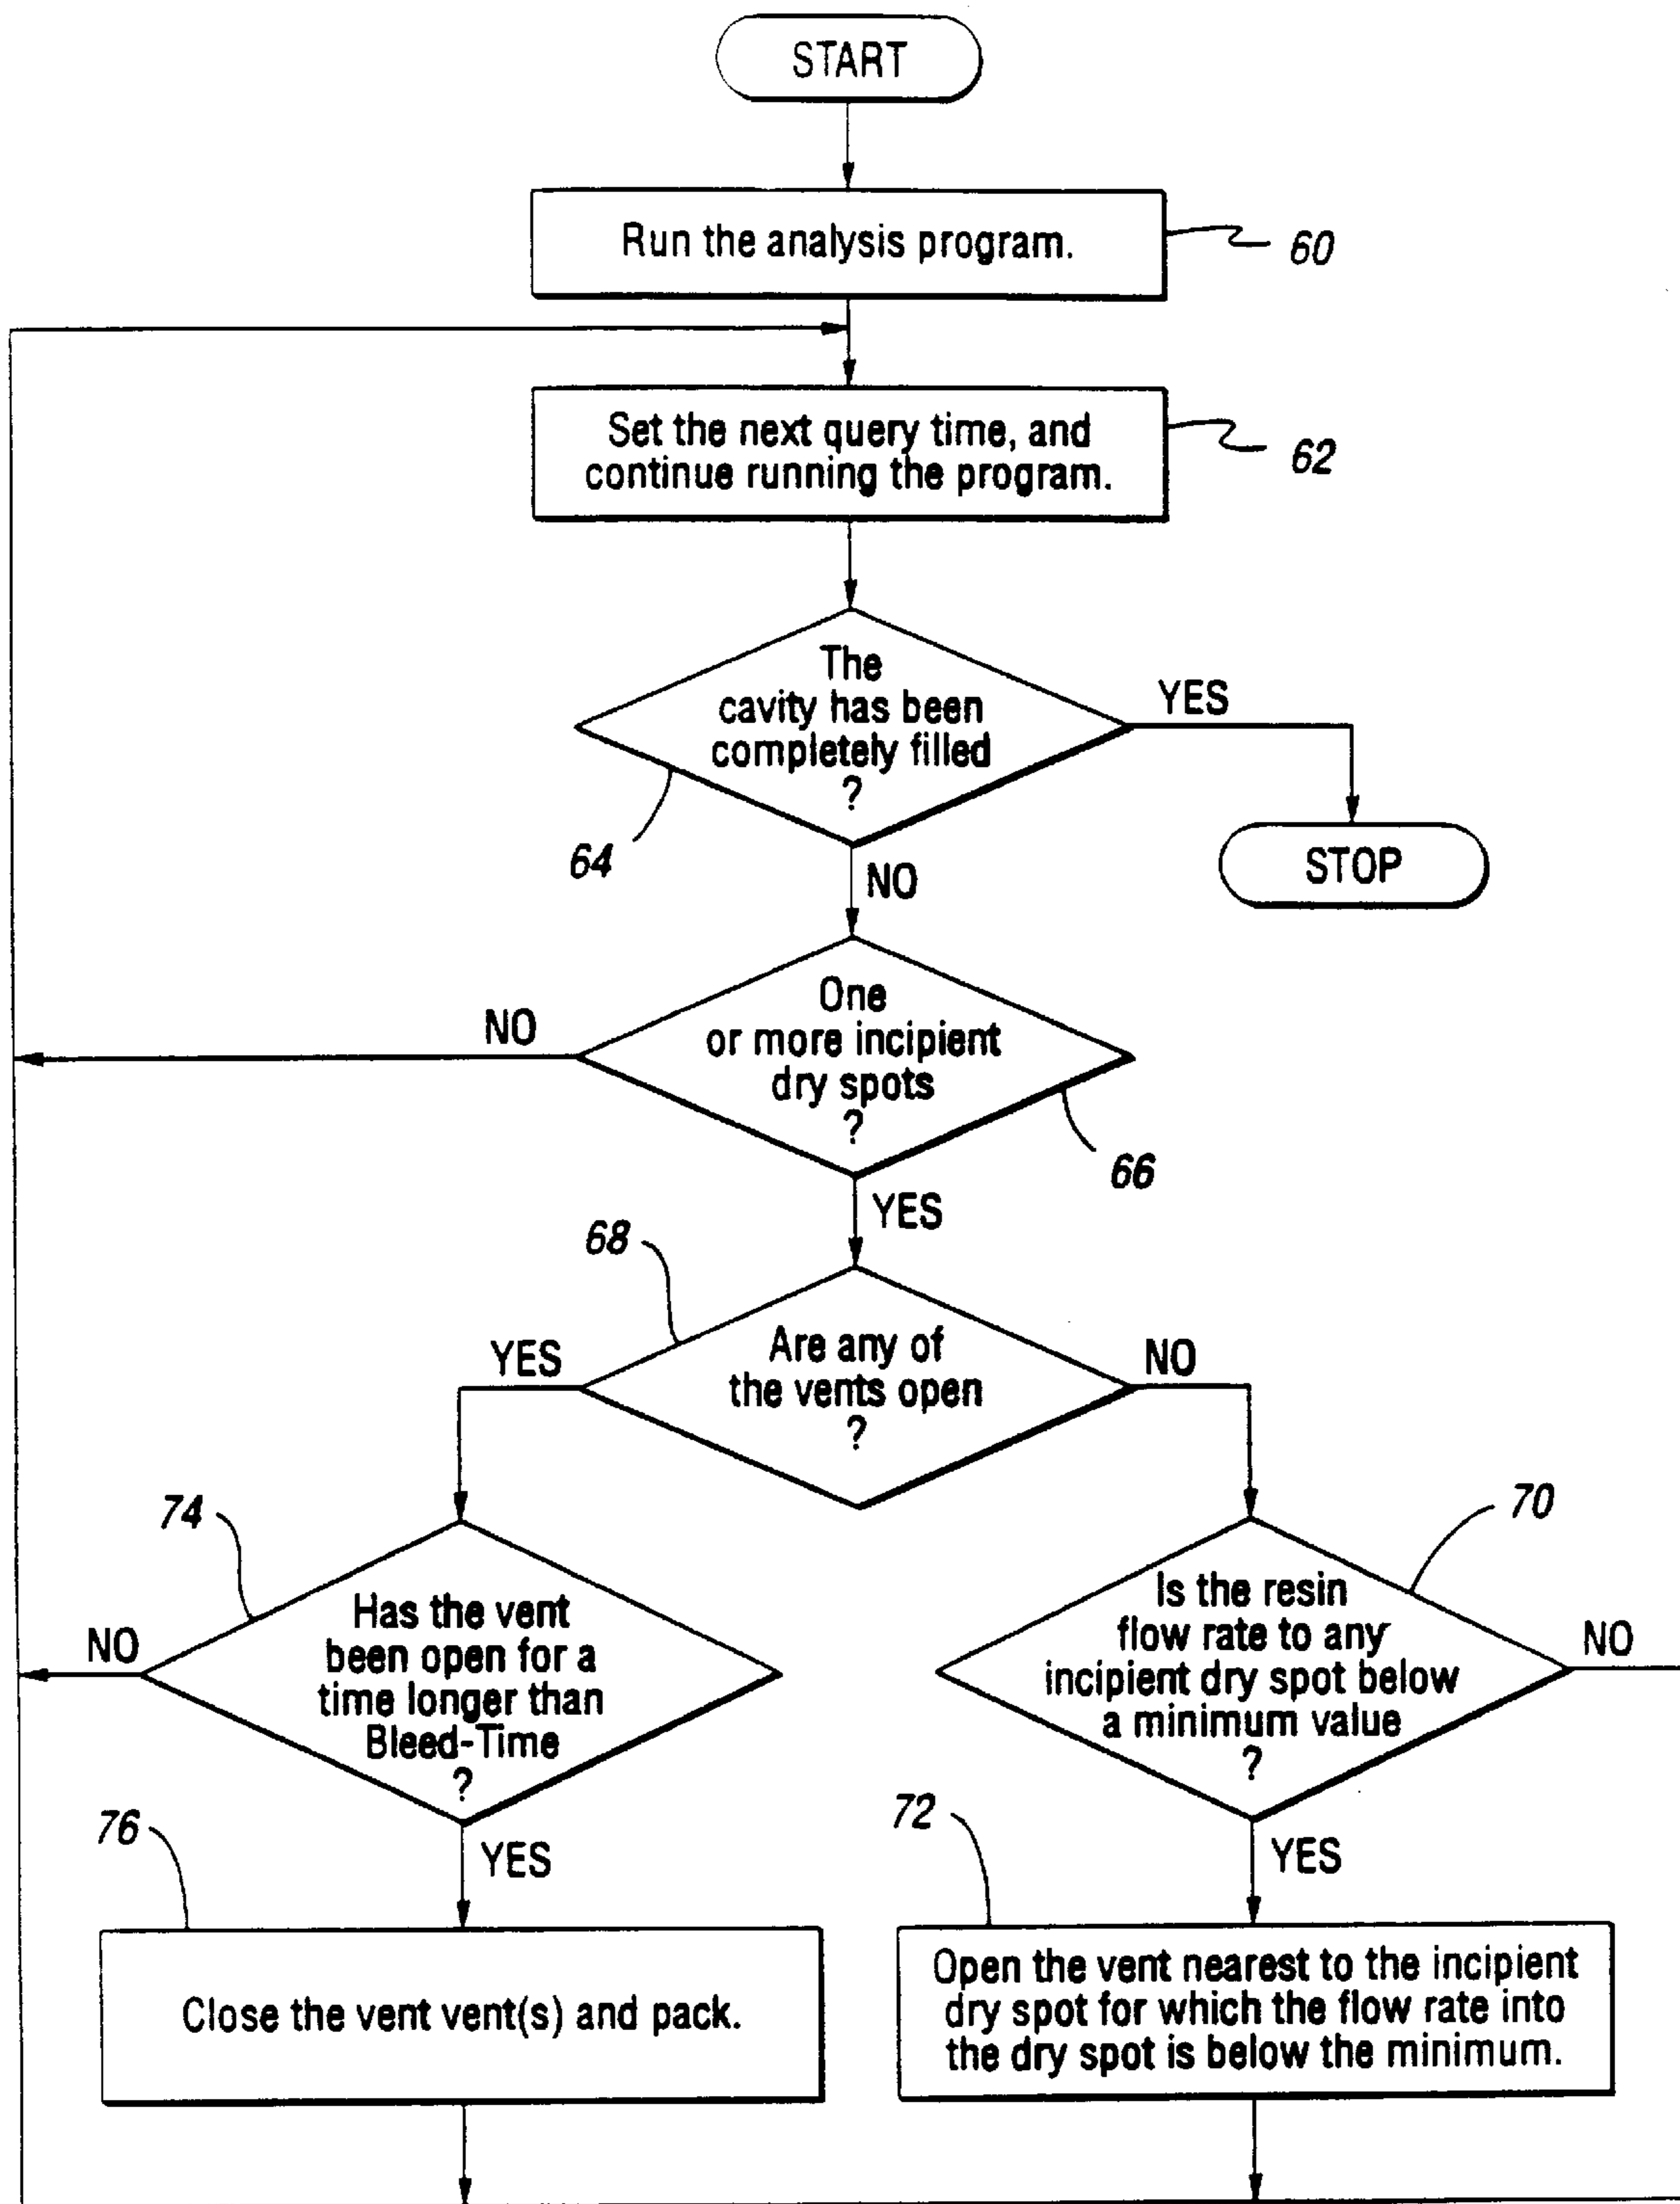 START
Run the analysis program.
60
Set the next query time, and
continue running the program.
62
The
cavity has been
completely filled
?
YES
64
STOP
NO
One
or more incipient
dry spots
?
NO
66
YES
68
Are any of
the vents open
?
YES
NO
74
70
Has the vent
been open for a
time longer than
Bleed-Time
?
NO
Is the resin
flow rate to any
incipient dry spot below
a minimum value
?
NO
76
YES
72
YES
Close the vent vent(s) and pack.
Open the vent nearest to the incipient
dry spot for which the flow rate into
the dry spot is below the minimum.